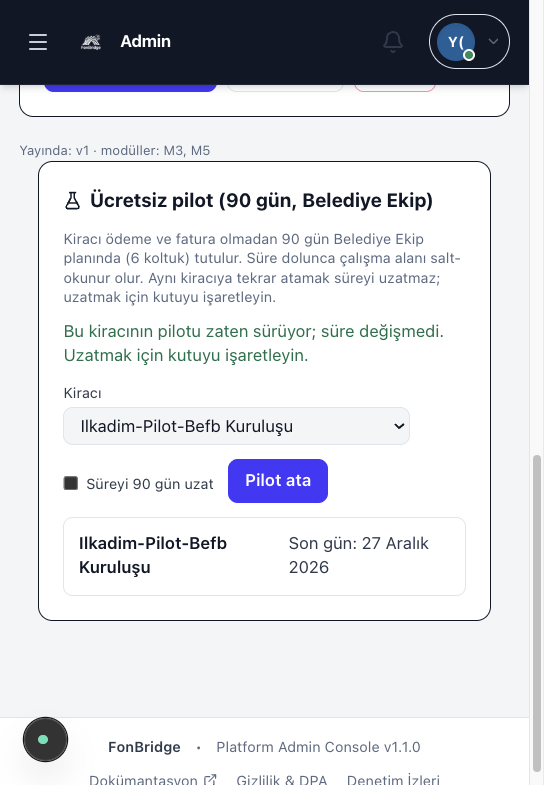 FonBridge
Admin
Y(
Yayında: v1 · modüller: M3, M5
Ücretsiz pilot (90 gün, Belediye Ekip)
Kiracı ödeme ve fatura olmadan 90 gün Belediye Ekip
planında (6 koltuk) tutulur. Süre dolunca çalışma alanı salt-
okunur olur. Aynı kiracıya tekrar atamak süreyi uzatmaz;
uzatmak için kutuyu işaretleyin.
Bu kiracının pilotu zaten sürüyor; süre değişmedi.
Uzatmak için kutuyu işaretleyin.
Kiracı
Ilkadim-Pilot-Befb Kuruluşu
Süreyi 90 gün uzat
Pilot ata
Ilkadim-Pilot-Befb
Kuruluşu
Son gün: 27 Aralık
2026
FonBridge · Platform Admin Console v1.1.0
Dokümantasyon Gizlilik & DPA Denetim İzleri